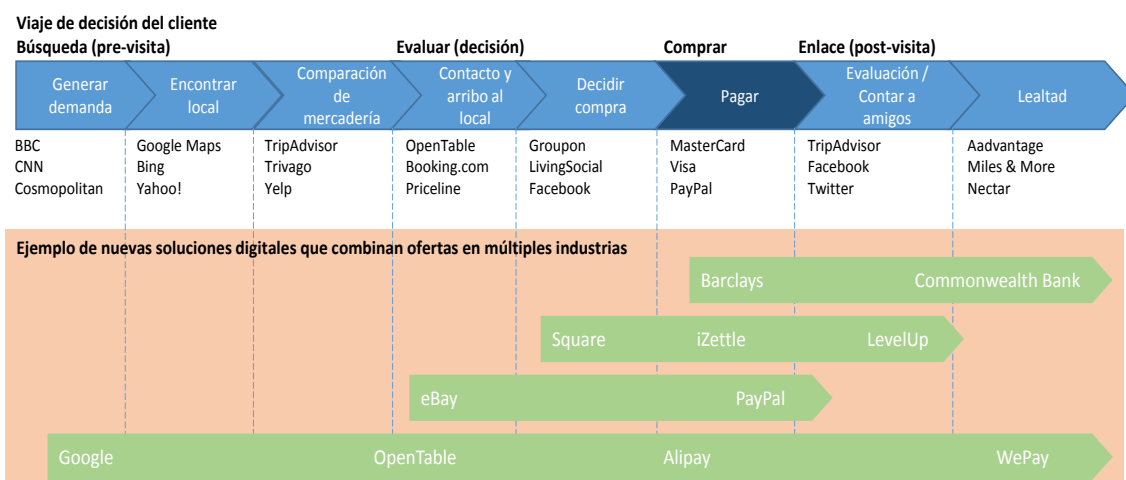 Viaje de decisión del cliente
Búsqueda (pre-visita)
Evaluar (decisión)
Comprar
Enlace (post-visita)
Generar
demanda
Encontrar
local
Comparación
de
mercadería
Contacto y
arribo al
local
Decidir
compra
Pagar
Evaluación /
Contar a
amigos
Lealtad
BBC
CNN
Cosmopolitan
Google Maps
Bing
Yahoo!
TripAdvisor
Trivago
Yelp
OpenTable
Booking.com
Priceline
Groupon
LivingSocial
Facebook
MasterCard
Visa
PayPal
TripAdvisor
Facebook
Twitter
Aadvantage
Miles & More
Nectar
Ejemplo de nuevas soluciones digitales que combinan ofertas en múltiples industrias
Barclays
Commonwealth Bank
Square
iZettle
LevelUp
eBay
PayPal
Google
OpenTable
Alipay
WePay